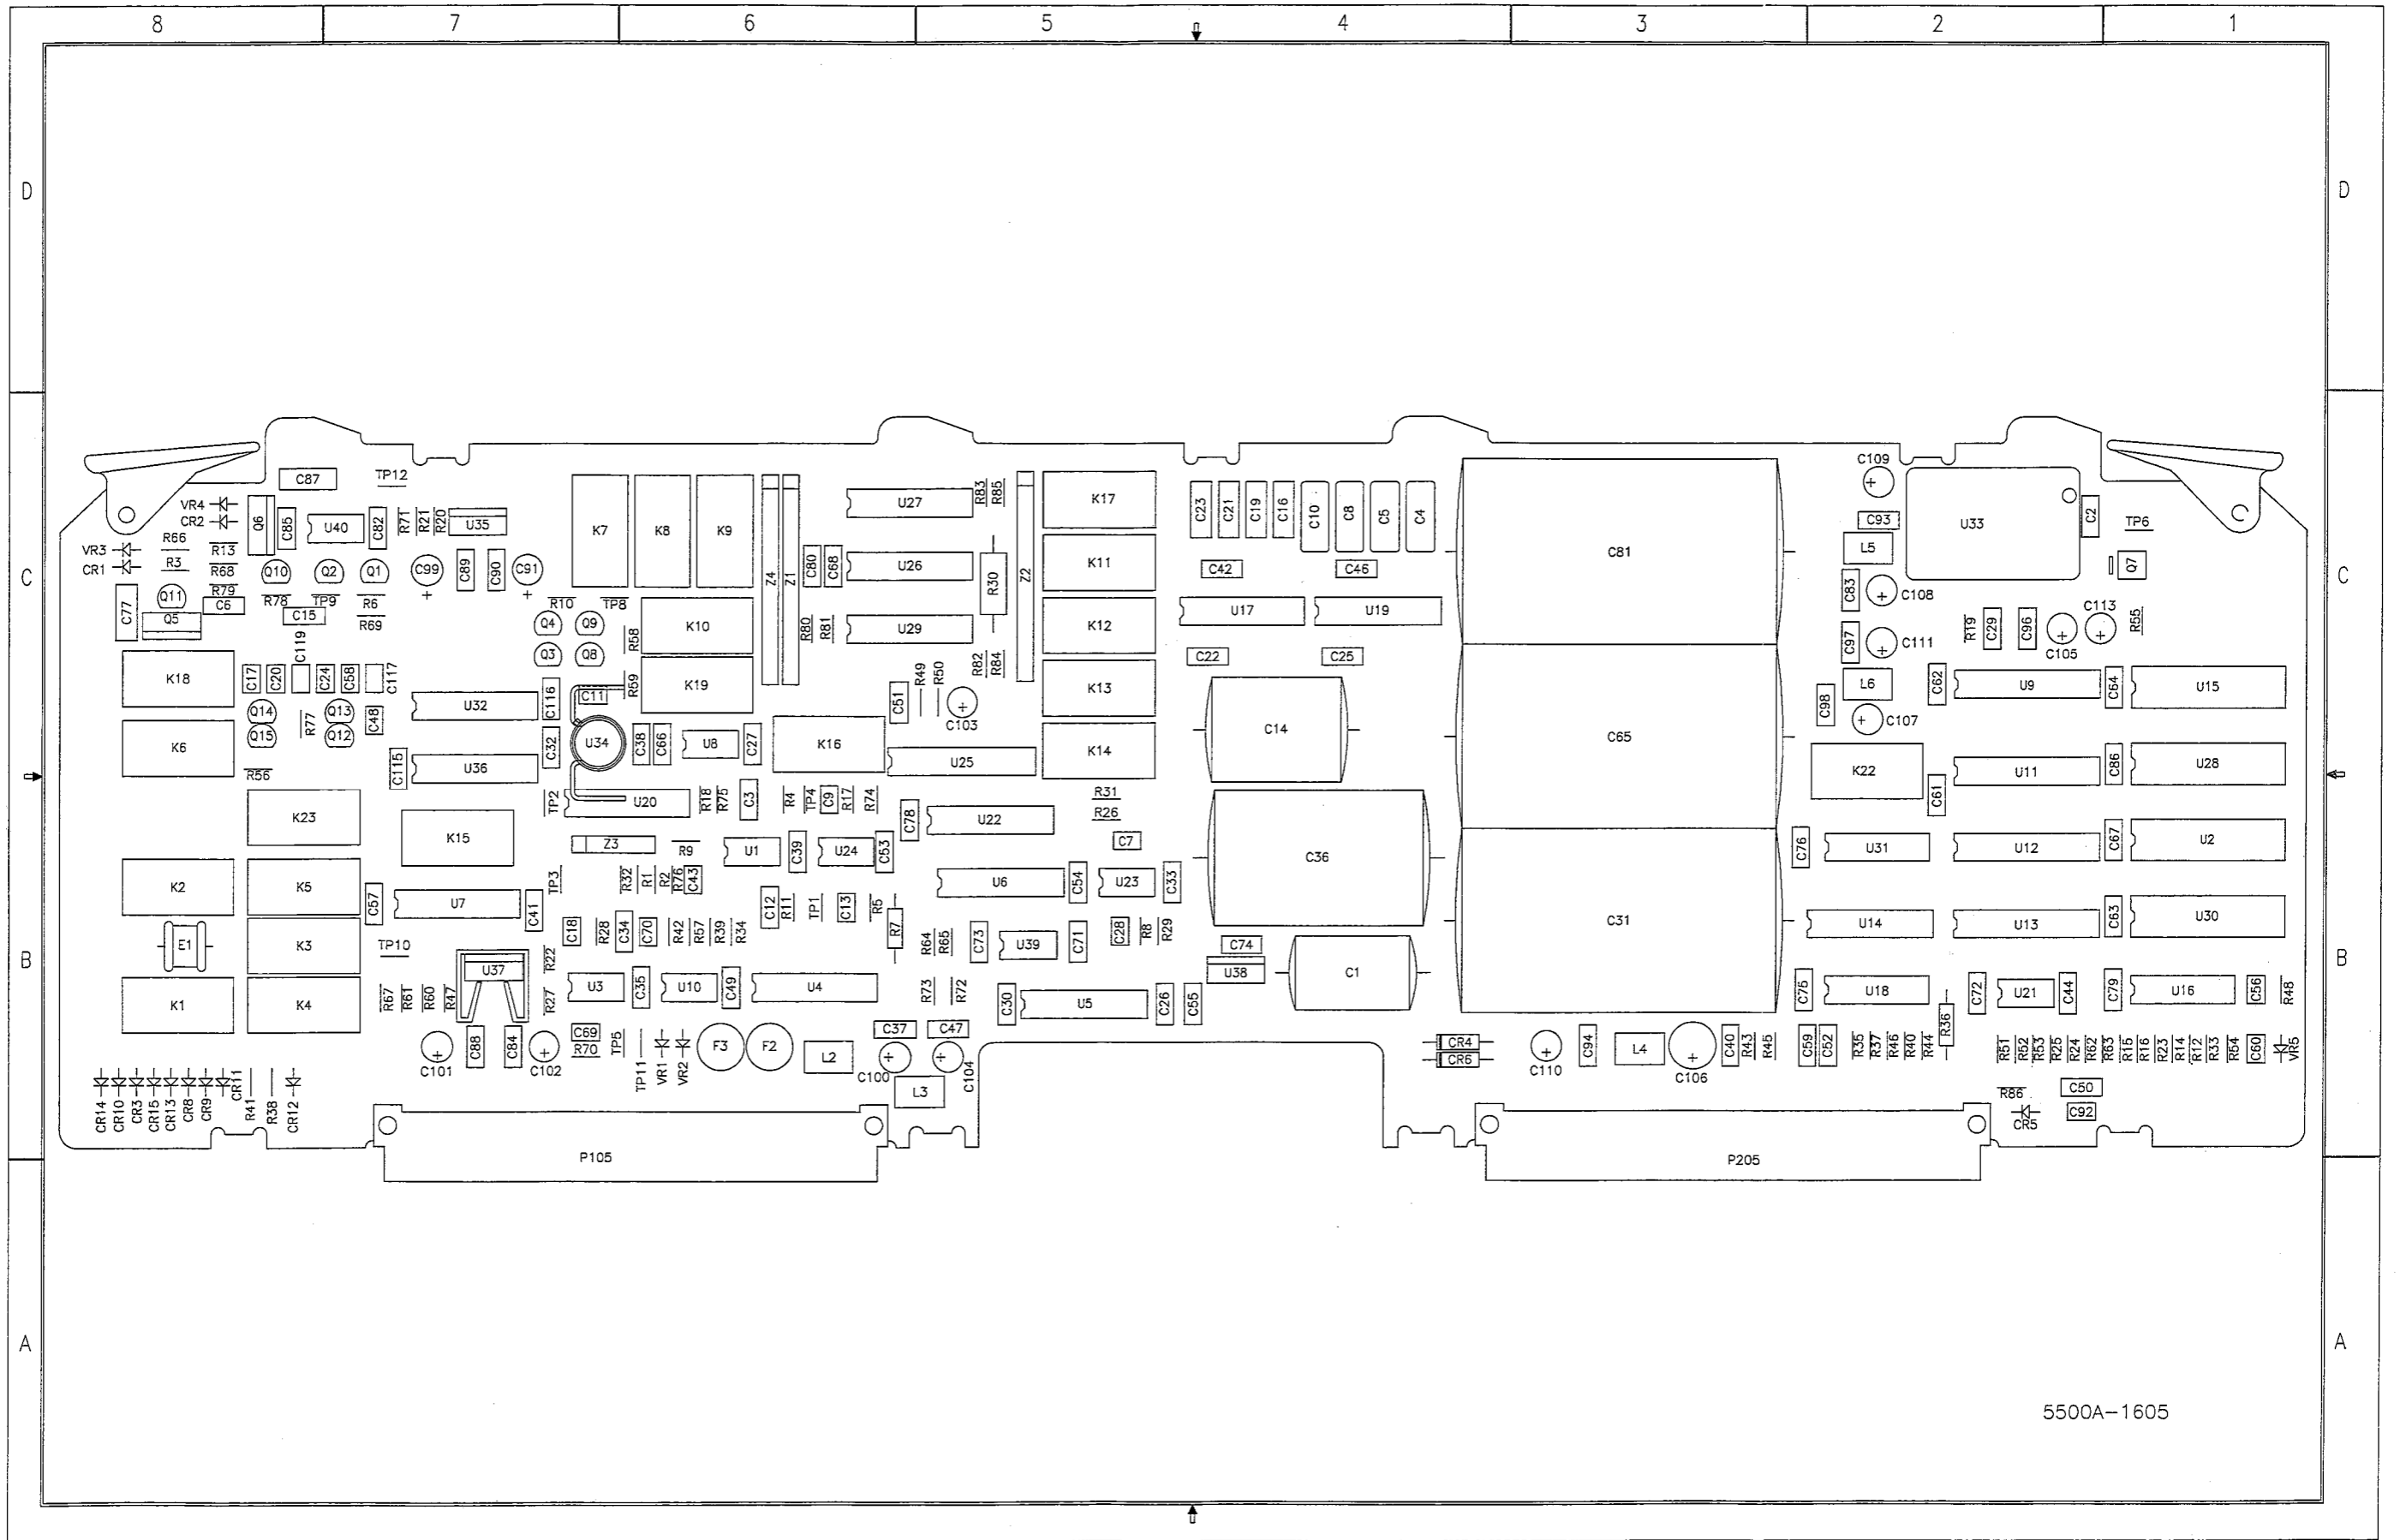 8 7 6 5 4 3 2 1
D D
C109
C87 TP12
VR4
CR2
Q6 C85 U40 C82 R71 R21 R20 U35
K7 K8 K9
U27 R83 R85 K17
C23 C21 C19 C16 C10 C8 C5 C4
C93 U33 C2 TP6
VR3 R66 R13
CR1 R3 R68
C C81 L5 C
Q10 Q2 Q1 C99 C89 C90 C91
Z4 Z1 C80 C68 U26 R30 Z2 K11
C42 C46
Q7
C77 Q11 R79 C6 R78 TP9 R6
R10 TP8
C83 C108
Q5 C15 R69
Q4 Q9 R58 K10
R80 R81 U29 K12
U17 U19
C97 C111 R19 C29 C96 C105 C113 R55
C119
Q3 Q8
R82 R84
C22 C25
K18 C17 C20 C24 C58 C117
R59 K19
R49 R50 K13
L6 C62 U9 C64 U15
Q14 Q13 C48 U32 C116 C11
C51 C103
C98 C107
K6 Q15 R77 Q12
C32 U34 C38 C66 U8 C27 K16
C14 C65
K14
R56 C115 U36 U25
K22 U11 C86 U28
TP2 U20 R18 R75 C3 R4 TP4 C9 R17 R74
R31
R26
C61
K23 K15
C78 U22
C7
Z3 R9 U1 C39 U24 C53
C36
C76 U31 U12 C67 U2
K2 K5 TP3 R32 R1 R2 R76 C43
U6 C54 U23 C33
C57 U7 C41
C12 R11 TP1 C13 R5
E1 K3 TP10
C18 R28 C34 C70 R42 R57 R39 R34
R7 R64 R65 C73 U39 C71 C28 R8 R29
C74
C31
U14 U13 C63 U30
B B
U37 R22
U38 C1
K1 K4 R67 R61 R60 R47 R27
U3 C35 U10 C49 U4
R73 R72 C30 U5 C26 C55
C75 U18 C72 U21 C44 C79 U16 C56 R48
C101 C88 C84 C102
C69
R70
TP5 TP11 VR1 VR2 F3 F2 L2
C37 C47
C100 C104
L3
CR4
CR6
C110 C94 L4 C106 C40 R43 R45
C59 C52 R35 R37 R46 R40 R44 R36
R51 R52 R53 R25 R24 R62 R63 R15 R16 R23 R14 R12 R33 R54 C60 VR5
CR14 CR10 CR3 CR15 CR13 CR8 CR9 CR11 R41 R38 CR12
R86 C50
CR5 C92
P105 P205
A A
5500A-1605